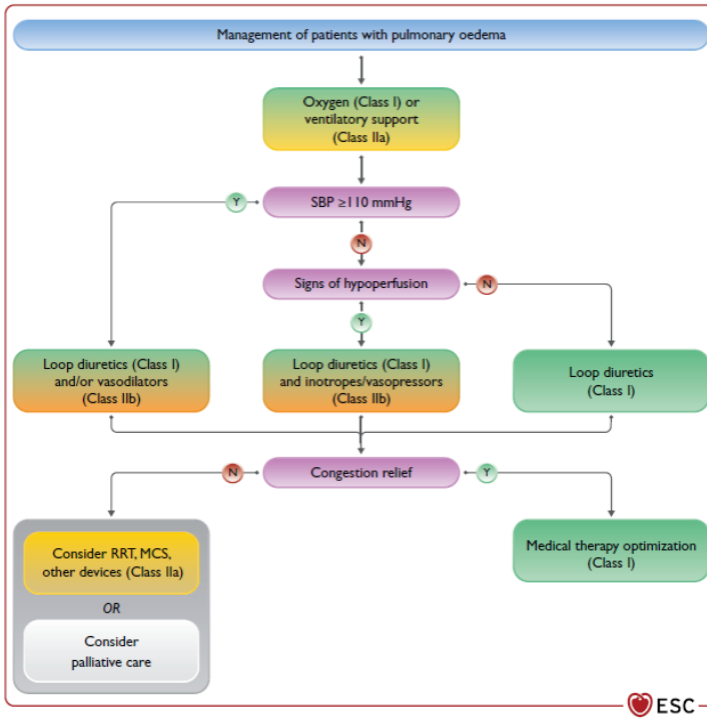 Management of patients with pulmonary oedema
Oxygen (Class I) or
ventilatory support
(Class IIa)
Y
SBP ≥110 mmHg
N
Signs of hypoperfusion
N
Y
Loop diuretics (Class I)
and/or vasodilators
(Class IIb)
Loop diuretics (Class I)
and inotropes/vasopressors
(Class IIb)
Loop diuretics
(Class I)
N
Congestion relief
Y
Consider RRT, MCS,
other devices (Class IIa)
OR
Consider
palliative care
Medical therapy optimization
(Class I)
ESC